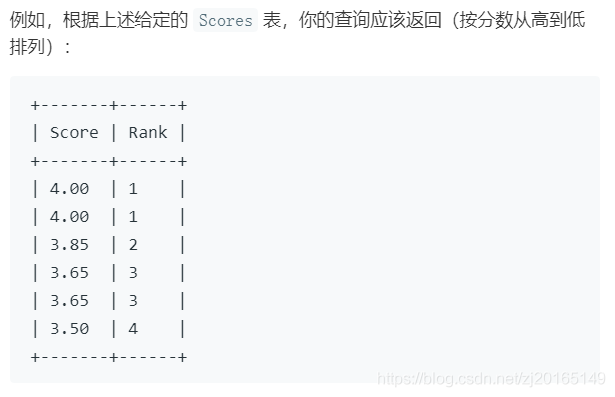 例如，根据上述给定的 Scores 表，你的查询应该返回（按分数从高到低
排列）：
+-------+------+
| Score | Rank |
+-------+------+
| 4.00  | 1    |
| 4.00  | 1    |
| 3.85  | 2    |
| 3.65  | 3    |
| 3.65  | 3    |
| 3.50  | 4    |
+-------+------+
https://blog.csdn.net/zj20165149